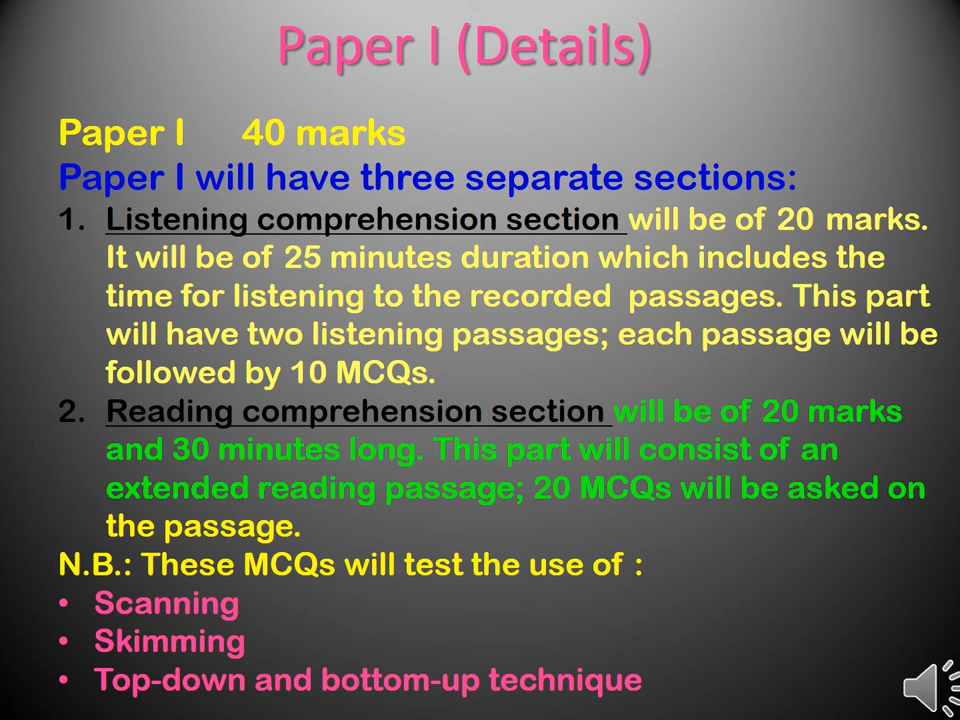 Paper I (Details)
Paper I 40 marks
Paper I will have three separate sections:
1. Listening comprehension section will be of 20 marks.
It will be of 25 minutes duration which includes the
time for listening to the recorded passages. This part
will have two listening passages; each passage will be
followed by 10 MCQs.
2. Reading comprehension section will be of 20 marks
and 30 minutes long. This part will consist of an
extended reading passage; 20 MCQs will be asked on
the passage.
N.B.: These MCQs will test the use of :
• Scanning
• Skimming
• Top-down and bottom-up technique